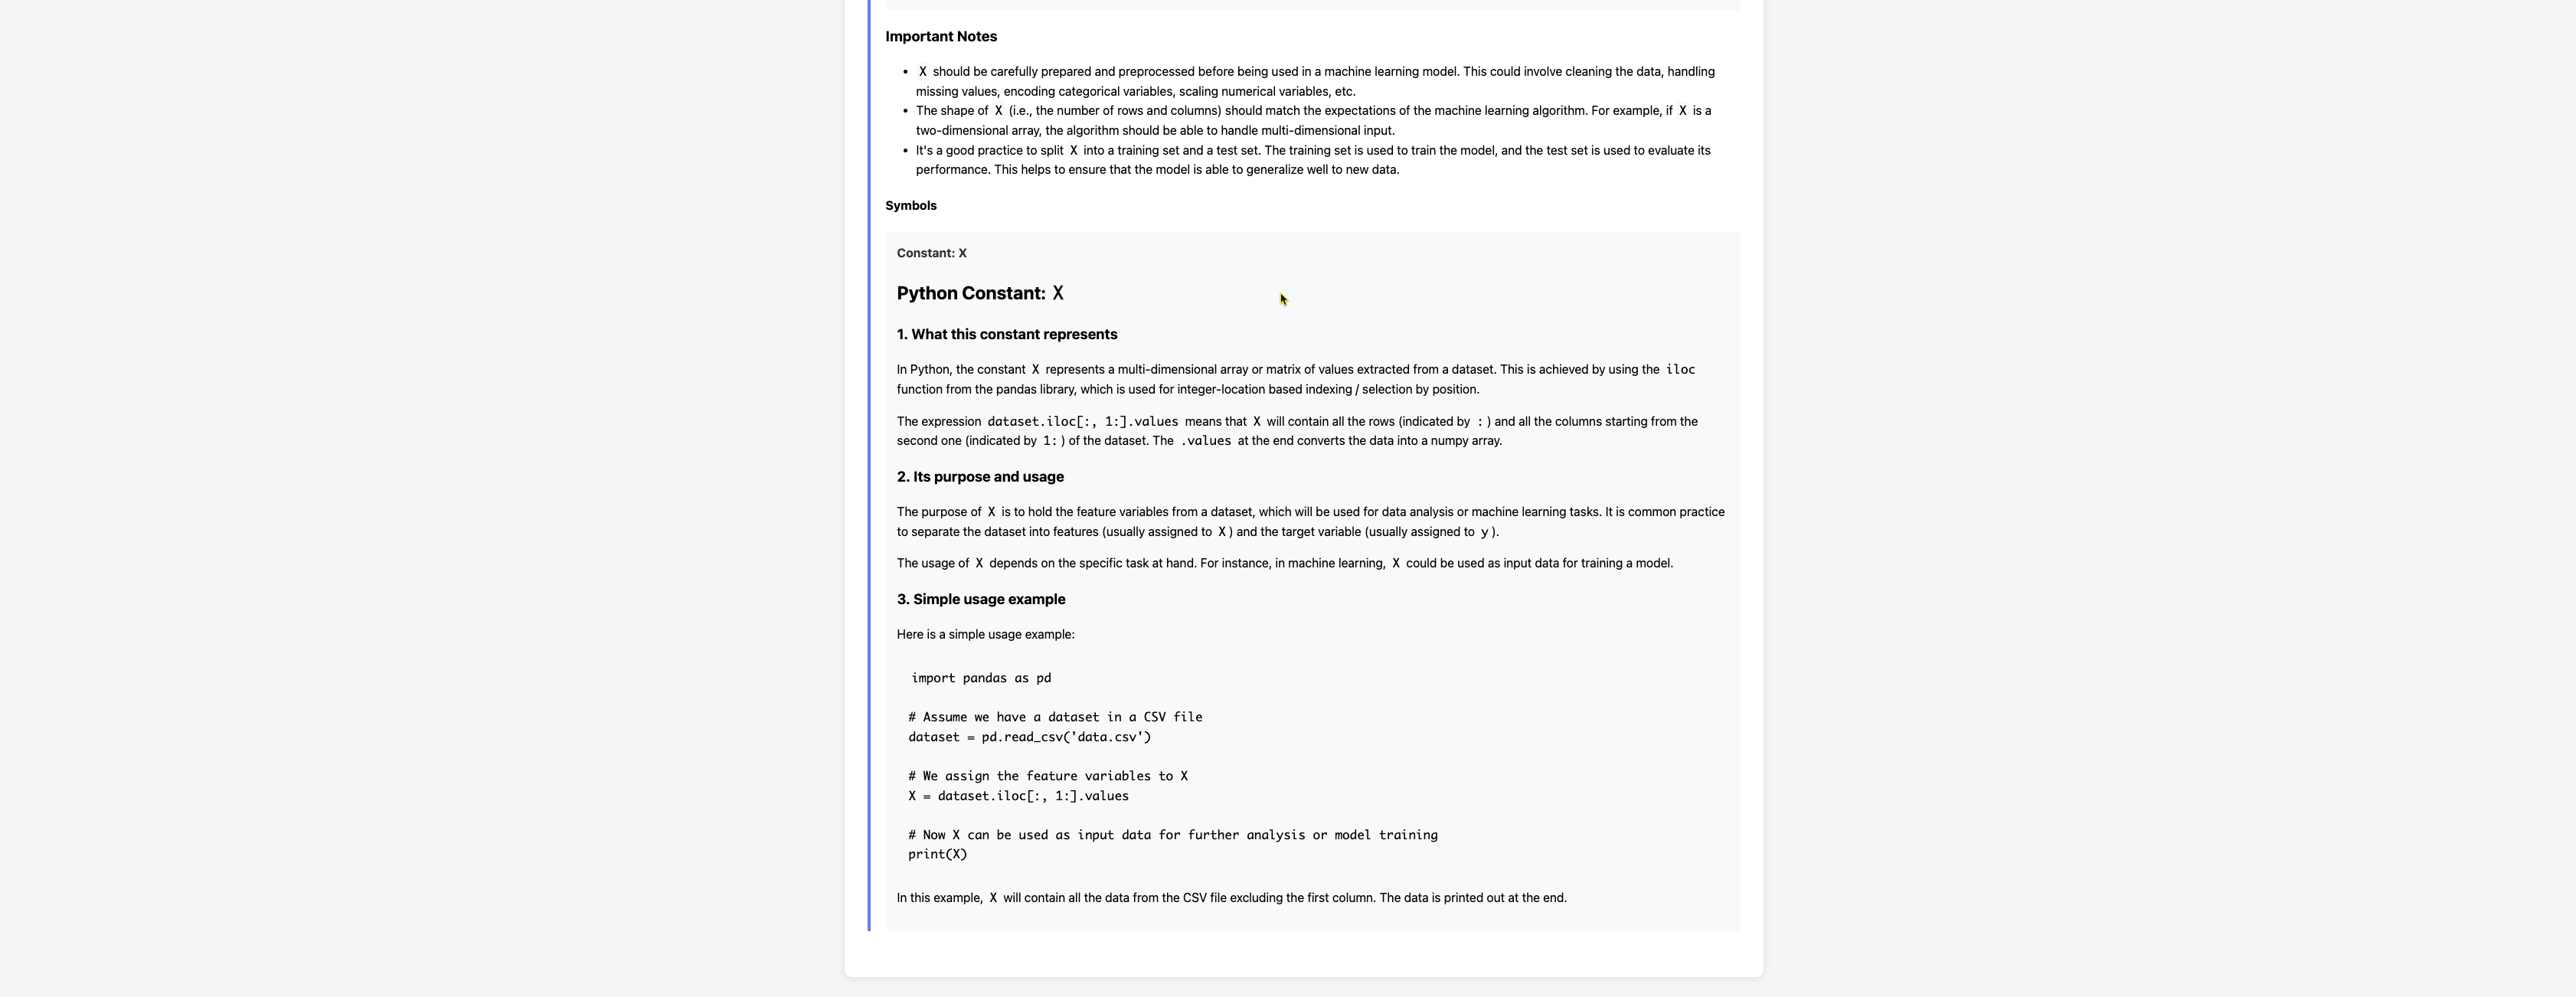 Important Notes
• X should be carefully prepared and preprocessed before being used in a machine learning model. This could involve cleaning the data, handling
missing values, encoding categorical variables, scaling numerical variables, etc.
• The shape of X (i.e., the number of rows and columns) should match the expectations of the machine learning algorithm. For example, if X is a
two-dimensional array, the algorithm should be able to handle multi-dimensional input.
• It's a good practice to split X into a training set and a test set. The training set is used to train the model, and the test set is used to evaluate its
performance. This helps to ensure that the model is able to generalize well to new data.
Symbols
Constant: X
Python Constant: X
1. What this constant represents
In Python, the constant X represents a multi-dimensional array or matrix of values extracted from a dataset. This is achieved by using the iloc
function from the pandas library, which is used for integer-location based indexing / selection by position.
The expression dataset.iloc[:, 1:].values means that X will contain all the rows (indicated by : ) and all the columns starting from the
second one (indicated by 1: ) of the dataset. The .values at the end converts the data into a numpy array.
2. Its purpose and usage
The purpose of X is to hold the feature variables from a dataset, which will be used for data analysis or machine learning tasks. It is common practice
to separate the dataset into features (usually assigned to X ) and the target variable (usually assigned to y ).
The usage of X depends on the specific task at hand. For instance, in machine learning, X could be used as input data for training a model.
3. Simple usage example
Here is a simple usage example:
import pandas as pd
# Assume we have a dataset in a CSV file
dataset = pd.read_csv('data.csv')
# We assign the feature variables to X
X = dataset.iloc[:, 1:].values
# Now X can be used as input data for further analysis or model training
print(X)
In this example, X will contain all the data from the CSV file excluding the first column. The data is printed out at the end.